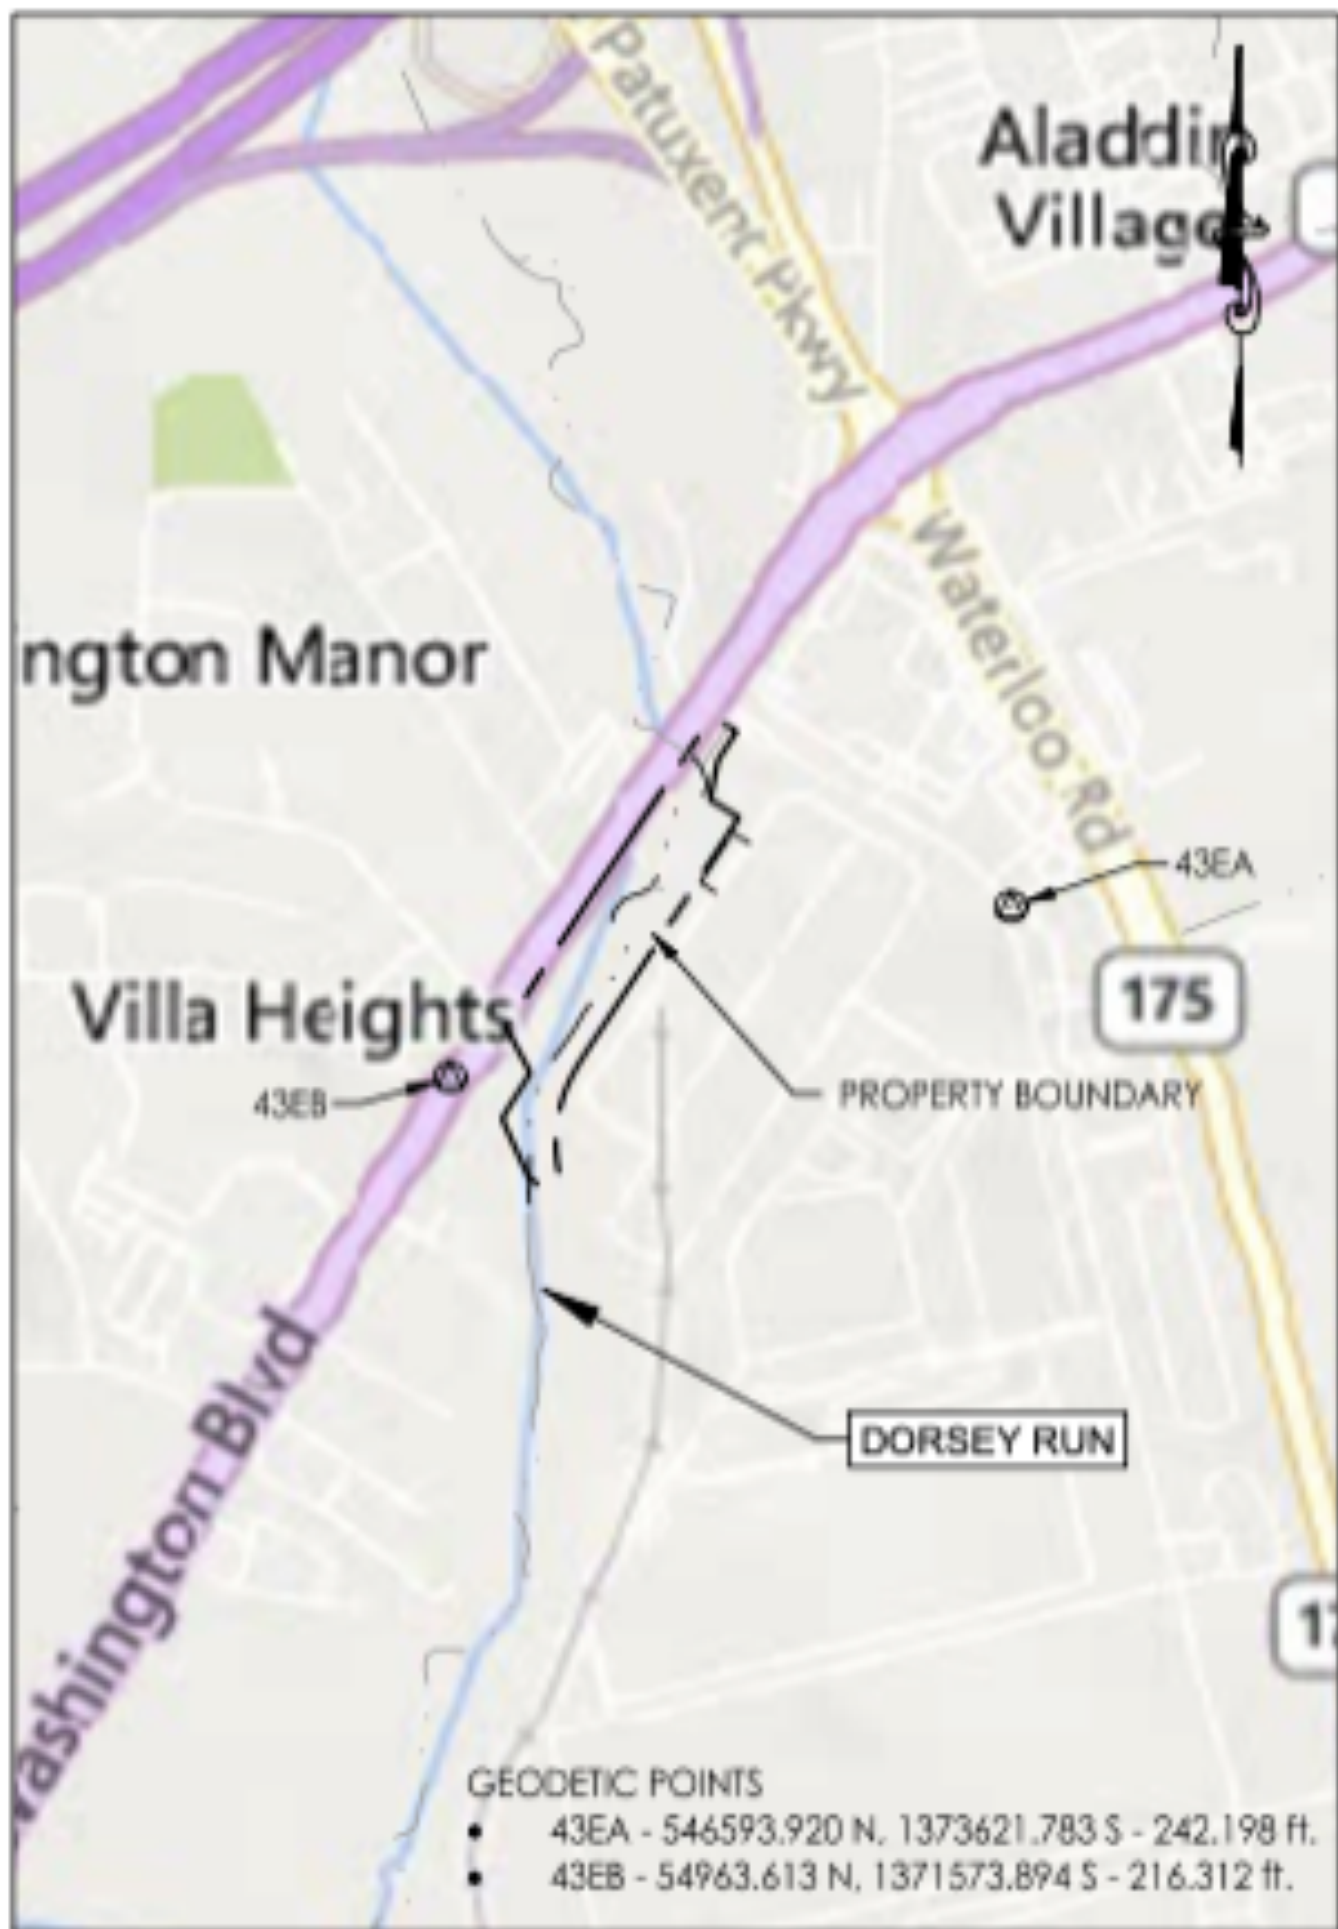 Patuxent Pkwy
Aladdin
Village
ngton Manor
Waterloo Rd
43EA
175
Villa Heights
43EB
PROPERTY BOUNDARY
Washington Blvd
DORSEY RUN
17
GEODETIC POINTS
• 43EA - 546593.920 N, 1373621.783 S - 242.198 ft.
• 43EB - 54963.613 N, 1371573.894 S - 216.312 ft.